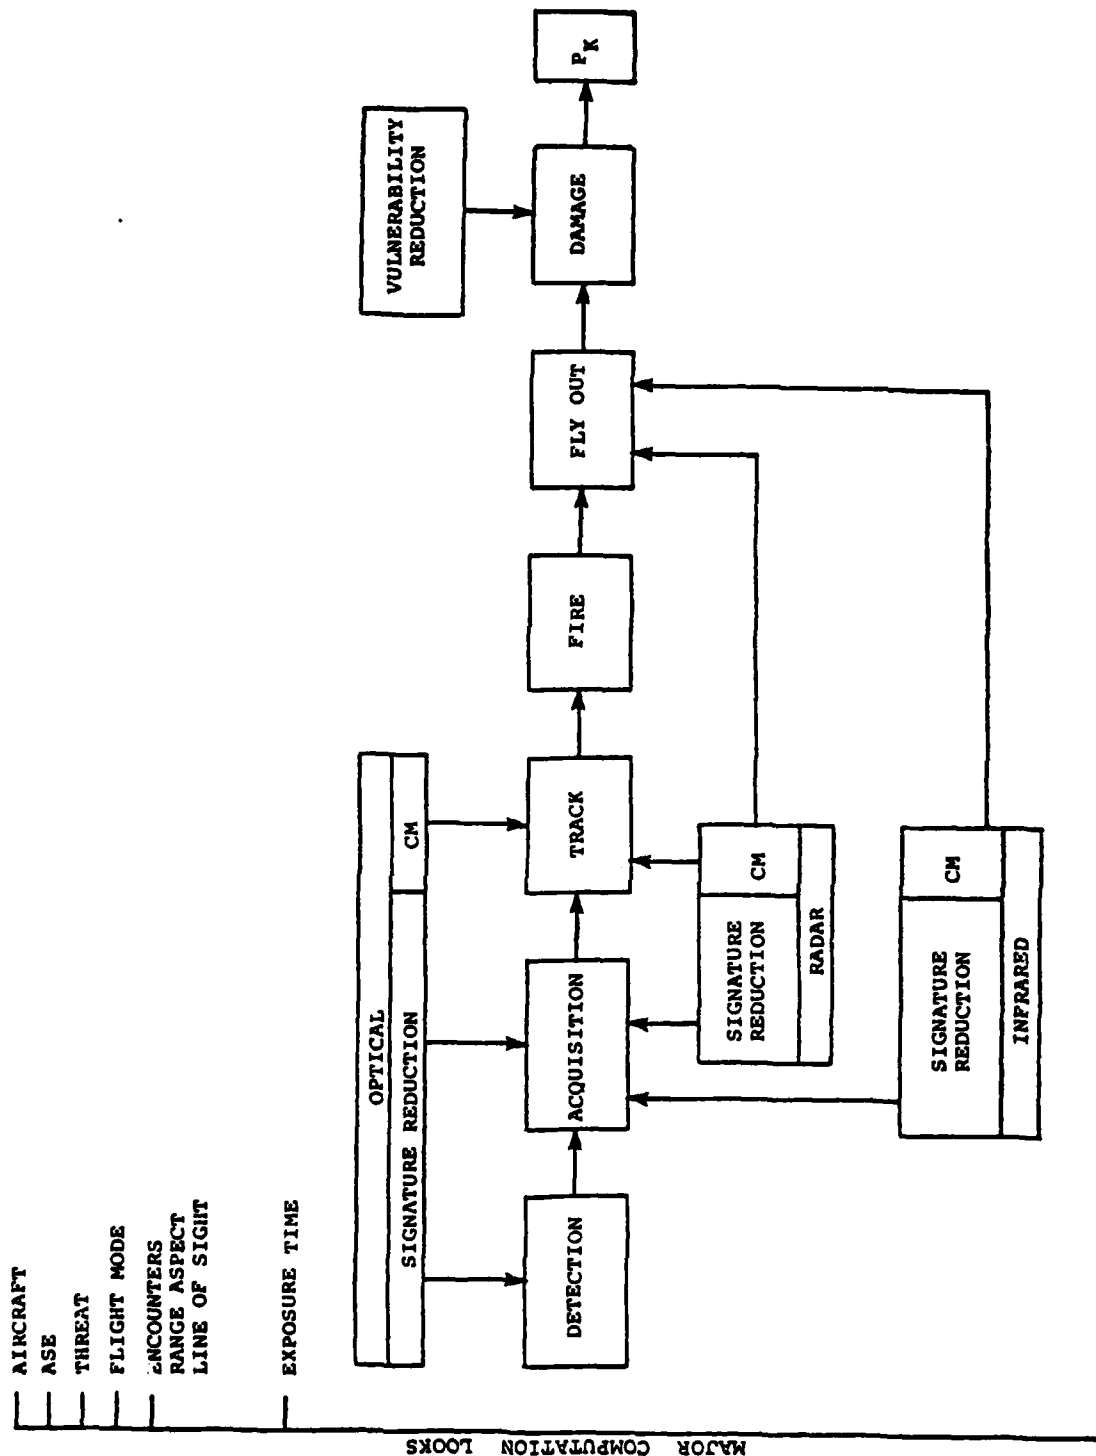 AIRCRAFT
ASE
THREAT
FLIGHT MODE
ENCOUNTERS
RANGE ASPECT
LINE OF SIGHT
EXPOSURE TIME
MAJOR COMPUTATION LOOKS
OPTICAL
SIGNATURE REDUCTION
CM
VULNERABILITY
REDUCTION
DETECTION
ACQUISITION
TRACK
FIRE
FLY OUT
DAMAGE
PK
SIGNATURE
REDUCTION
CM
RADAR
SIGNATURE
REDUCTION
CM
INFRARED